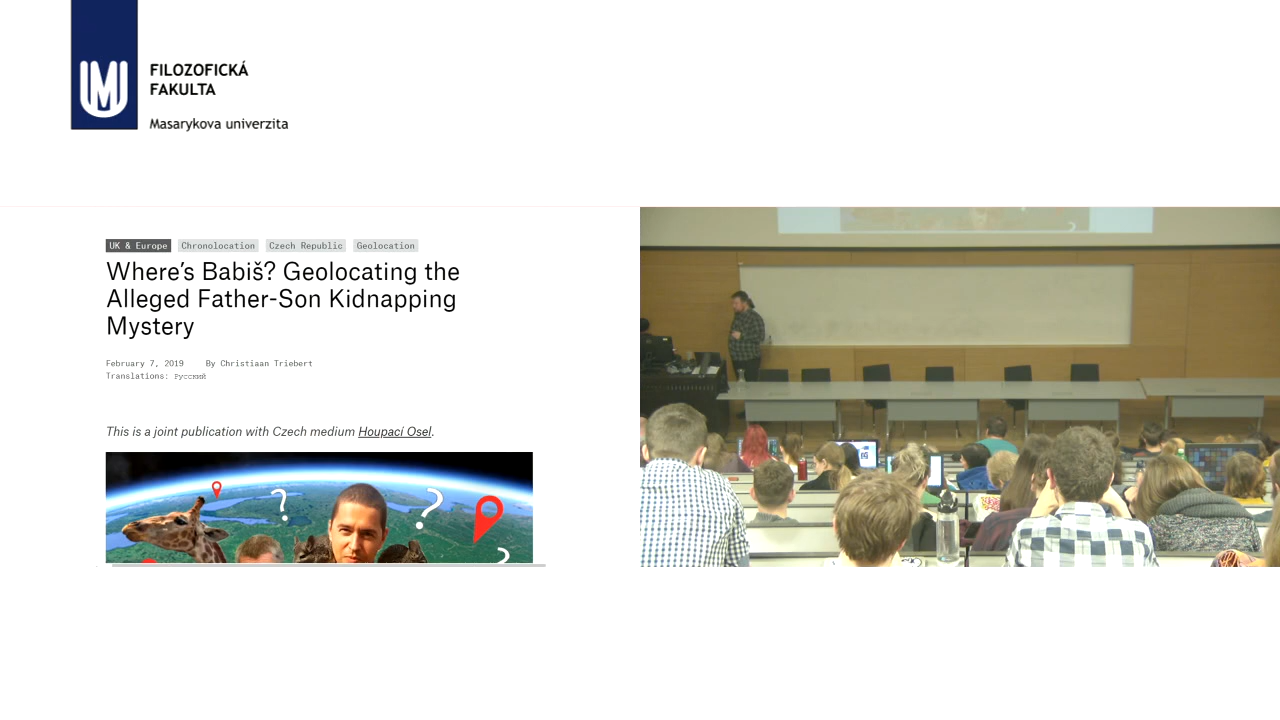 FILOZOFICKÁ
FAKULTA
Masarykova univerzita
UK & Europe Chronolocation Czech Republic Geolocation
Where's Babiš? Geolocating the
Alleged Father-Son Kidnapping
Mystery
February 7, 2019 By Christiaan Triebert
Translations: Русский
This is a joint publication with Czech medium Houpací Osel.
? ? ?